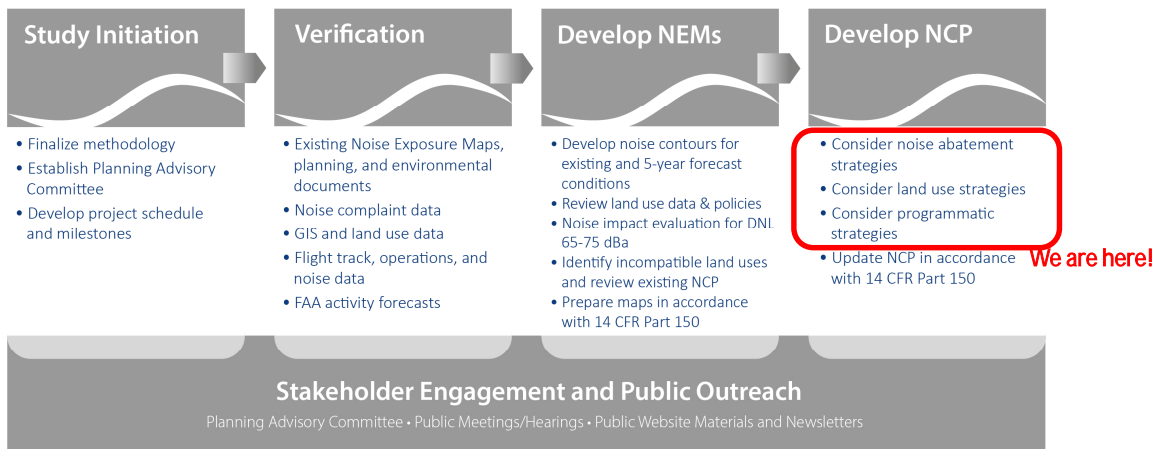 Study Initiation
• Finalize methodology
• Establish Planning Advisory
Committee
• Develop project schedule
and milestones
Verification
• Existing Noise Exposure Maps,
planning, and environmental
documents
• Noise complaint data
• GIS and land use data
• Flight track, operations, and
noise data
• FAA activity forecasts
Develop NEMs
• Develop noise contours for
existing and 5-year forecast
conditions
• Review land use data & policies
• Noise impact evaluation for DNL
65-75 dBa
• Identify incompatible land uses
and review existing NCP
• Prepare maps in accordance
with 14 CFR Part 150
Develop NCP
• Consider noise abatement
strategies
• Consider land use strategies
• Consider programmatic
strategies
• Update NCP in accordance
with 14 CFR Part 150
We are here!
Stakeholder Engagement and Public Outreach
Planning Advisory Committee • Public Meetings/Hearings • Public Website Materials and Newsletters